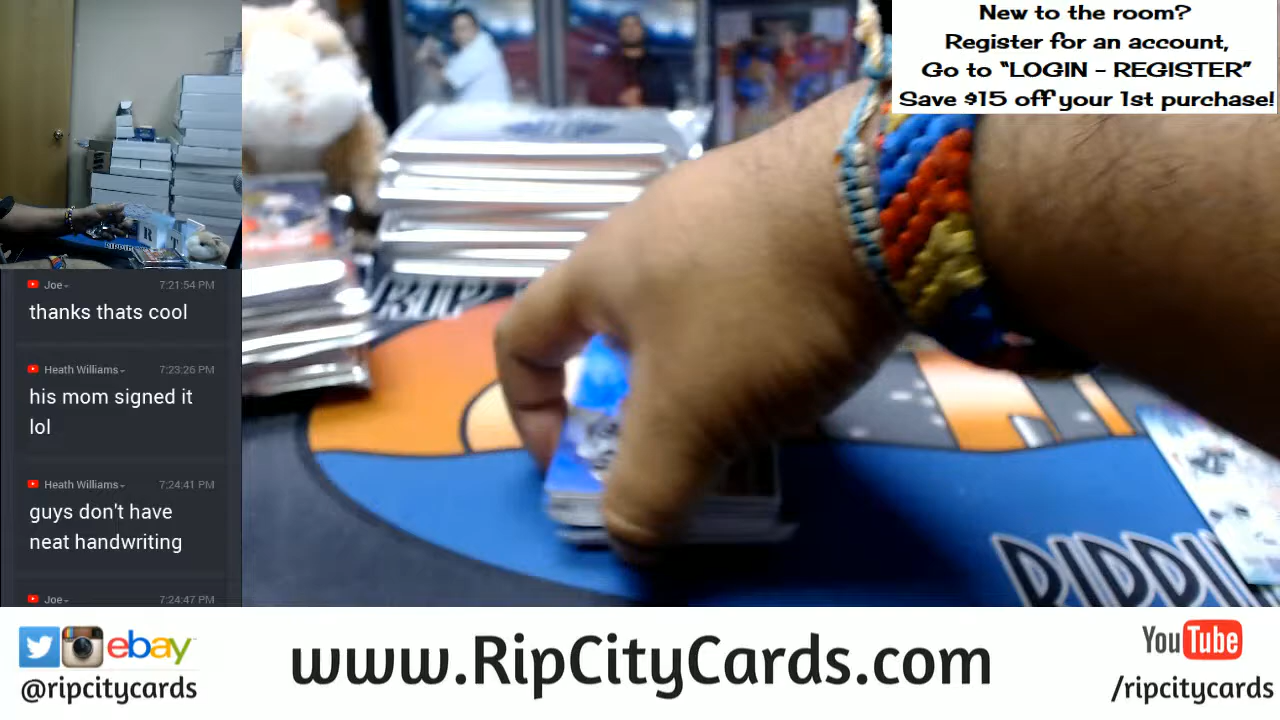 New to the room?
Register for an account,
Go to "LOGIN - REGISTER"
Save $15 off your 1st purchase!
Joe 7:21:54 PM
thanks thats cool
Heath Williams 7:23:26 PM
his mom signed it
lol
Heath Williams 7:24:41 PM
guys don't have
neat handwriting
Joe 7:24:47 PM
R T
RIPPIN
ebay
@ripcitycards
www.RipCityCards.com
YouTube
/ripcitycards